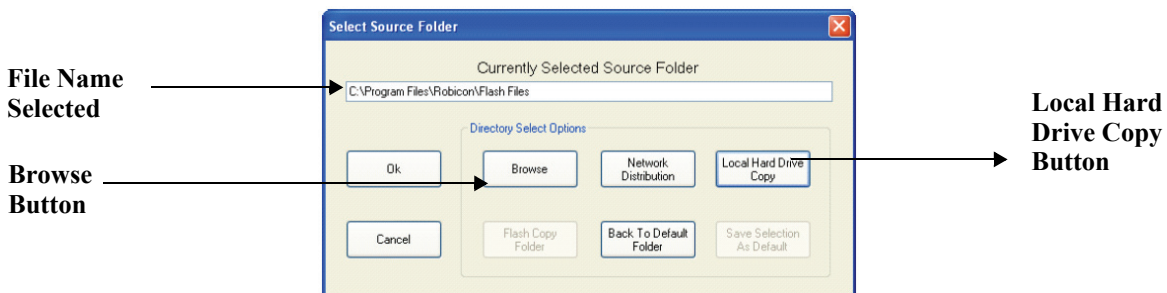 Select Source Folder
File Name
Selected
Currently Selected Source Folder
C:\Program Files\Robicon\Flash Files
Local Hard
Drive Copy
Button
Directory Select Options
Browse
Button
Ok
Browse
Network
Distribution
Local Hard Drive
Copy
Cancel
Flash Copy
Folder
Back To Default
Folder
Save Selection
As Default